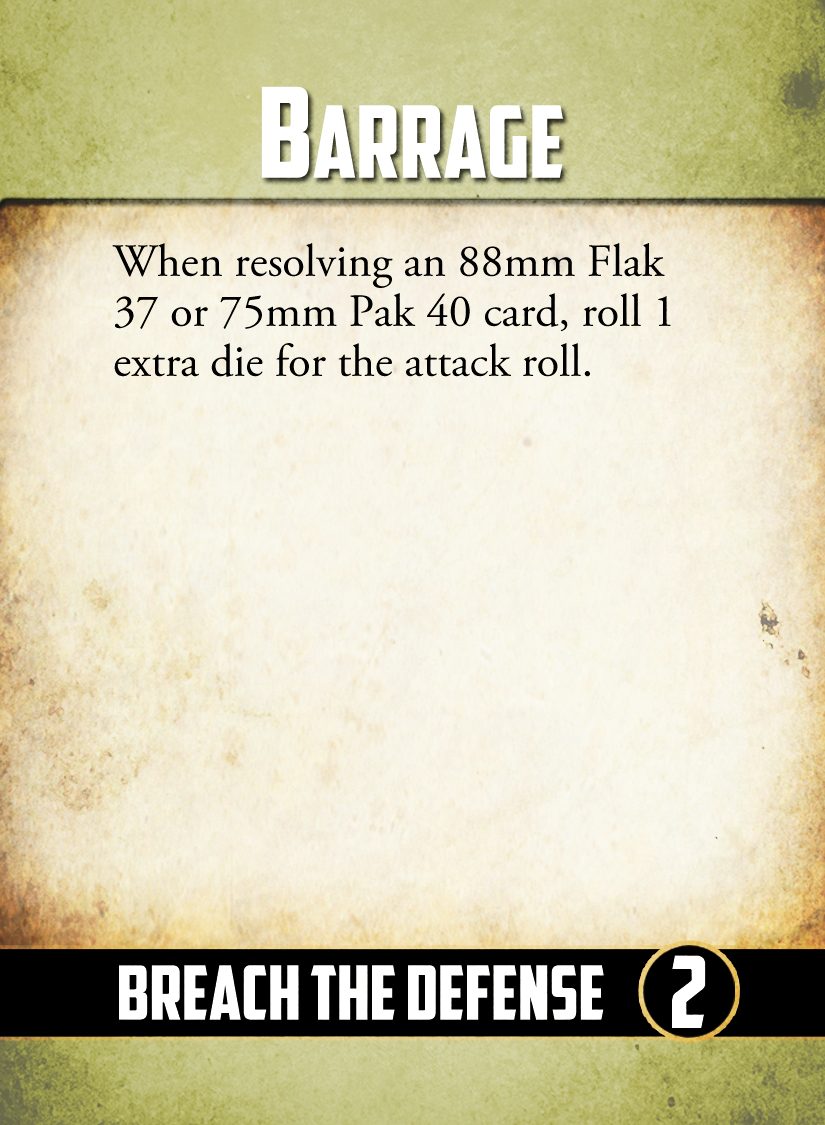 BARRAGE
When resolving an 88mm Flak
37 or 75mm Pak 40 card, roll 1
extra die for the attack roll.
BREACH THE DEFENSE 2